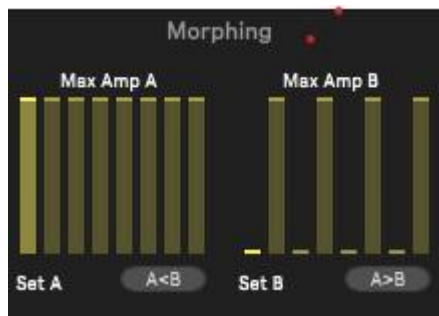 Morphing
Max Amp A
Max Amp B
Set A
A<B
Set B
A>B